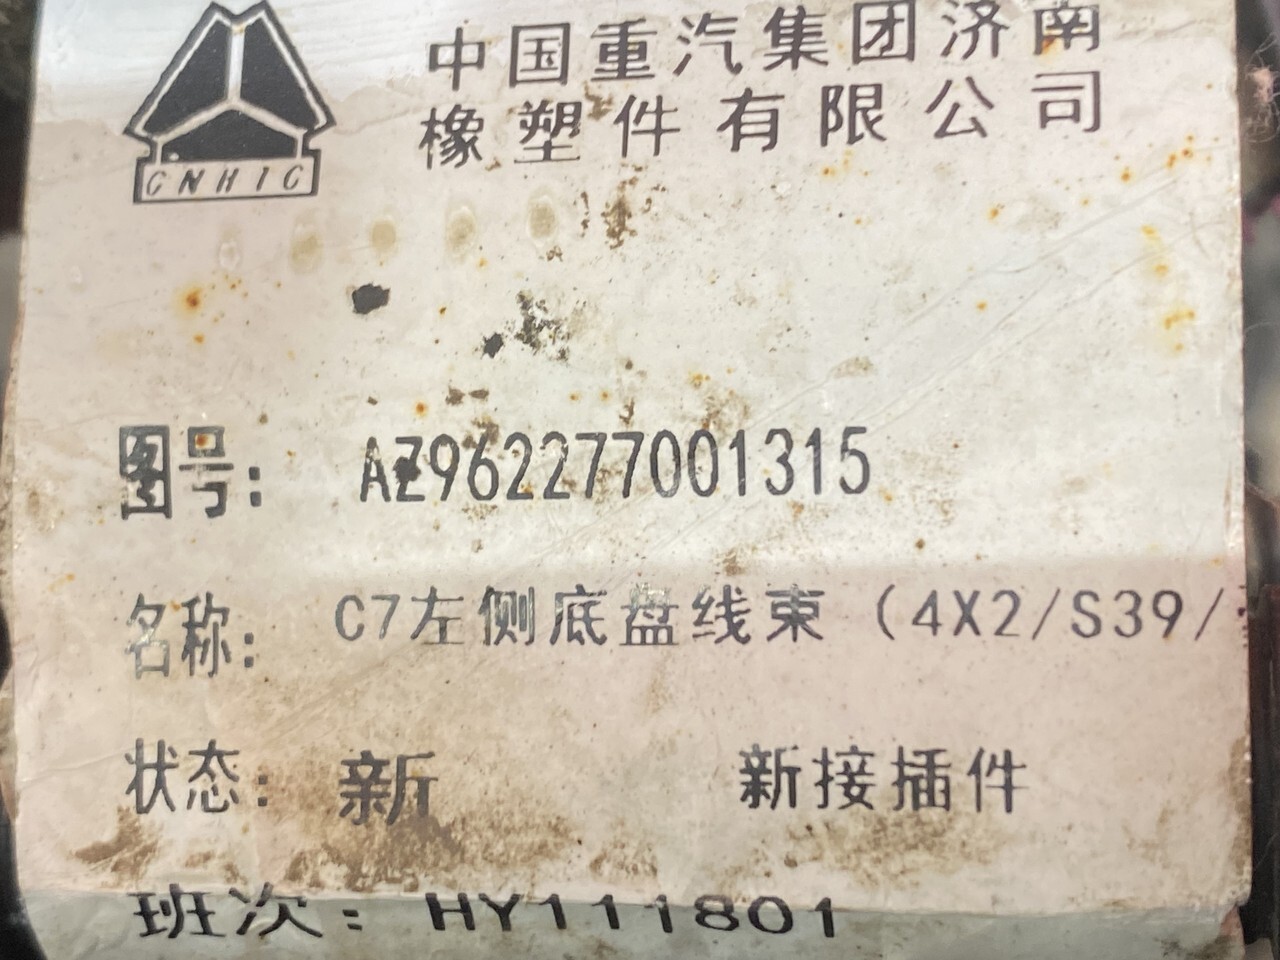 中国重汽集团济南
橡塑件有限公司
CNHTC
图号: AZ962277001315
名称: C7左侧底盘线束 (4X2/S39/
状态: 新 新接插件
班次: HY111801